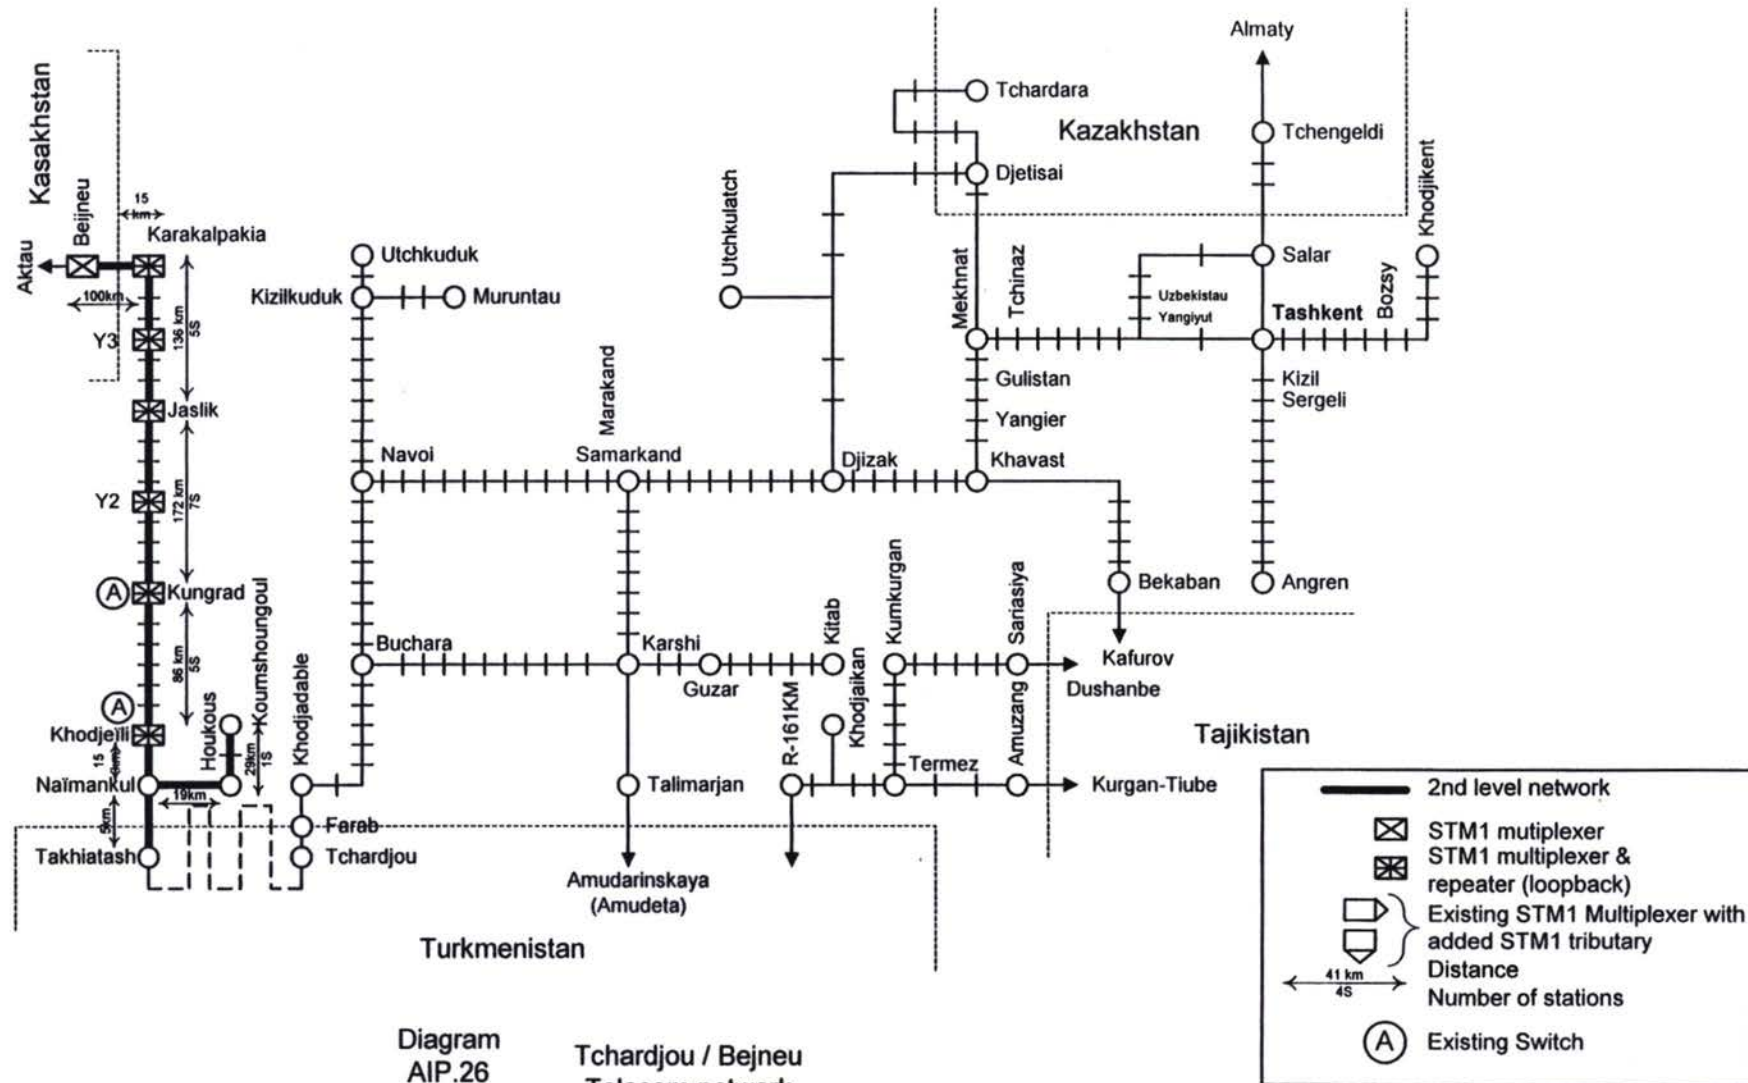 Almaty
Kasakhstan
Tchardara
Kazakhstan
Tchengeldi
Khodjikent
Djetisai
Beijneu
15
km
Karakalpakia
Aktau
100km
Utchkuduk
Utchkulatch
Mekhnat
Tchinaz
Salar
Bozsy
Kizilkuduk
Muruntau
Uzbekistau
Yangiyut
Tashkent
Y3
136 km
5S
Gulistan
Kizil
Sergeli
Jaslik
Yangier
Marakand
Navoi
Samarkand
Djizak
Khavast
Y2
172 km
7S
Kungrad
A
Bekaban
Angren
Koumshoungoul
Khodjadable
Buchara
Karshi
Guzar
Kitab
Kumkurgan
Sariasiya
Kafurov
Dushanbe
86 km
5S
A
Khodjeïli
Houkous
29km
1S
R-161KM
Khodjaikan
Amuzang
Tajikistan
15
Naïmankul
19km
Talimarjan
Termez
Kurgan-Tiube
5km
Farab
Takhiatash
Tchardjou
Amudarinskaya
(Amudeta)
Turkmenistan
2nd level network
STM1 mutiplexer
STM1 multiplexer &
repeater (loopback)
Existing STM1 Multiplexer with
added STM1 tributary
41 km
4S
Distance
Number of stations
A
Existing Switch
Diagram
AIP.26
Tchardjou / Bejneu
Telecom network